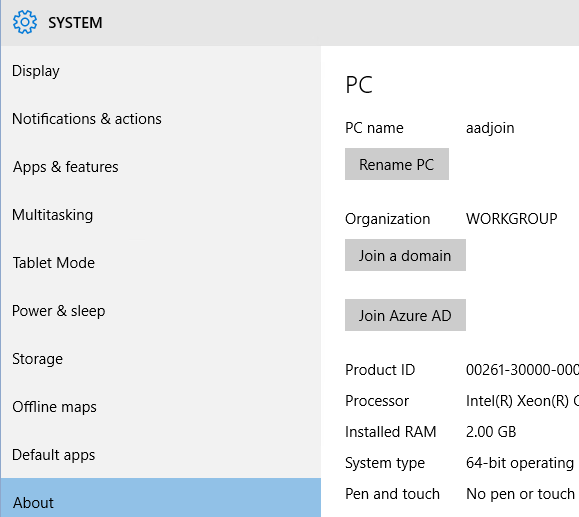 SYSTEM
Display
Notifications & actions
Apps & features
Multitasking
Tablet Mode
Power & sleep
Storage
Offline maps
Default apps
About
PC
PC name aadjoin
Rename PC
Organization WORKGROUP
Join a domain
Join Azure AD
Product ID 00261-30000-000
Processor Intel(R) Xeon(R) C
Installed RAM 2.00 GB
System type 64-bit operating
Pen and touch No pen or touch